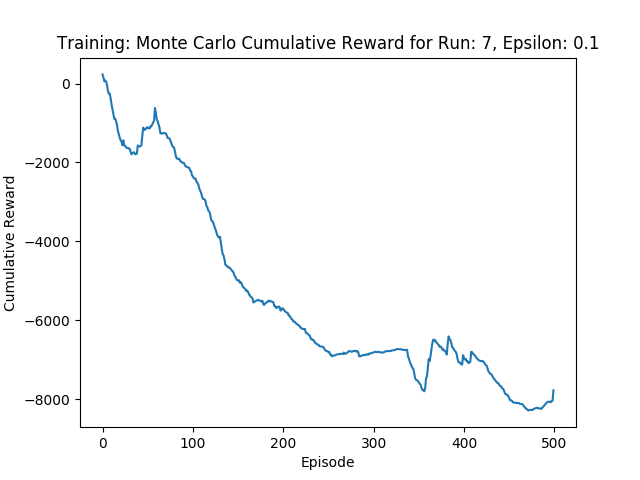 Training: Monte Carlo Cumulative Reward for Run: 7, Epsilon: 0.1
Cumulative Reward
0
−2000
−4000
−6000
−8000
0 100 200 300 400 500
Episode